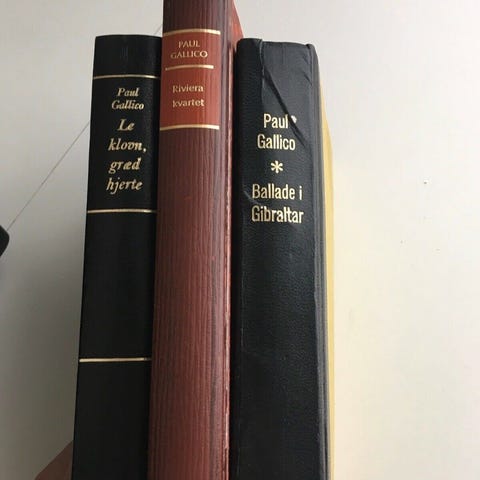 Paul
Gallico
Le
klovn,
græd
hjerte
PAUL
GALLICO
Riviera
kvartet
Paul
Gallico
*
Ballade i
Gibraltar